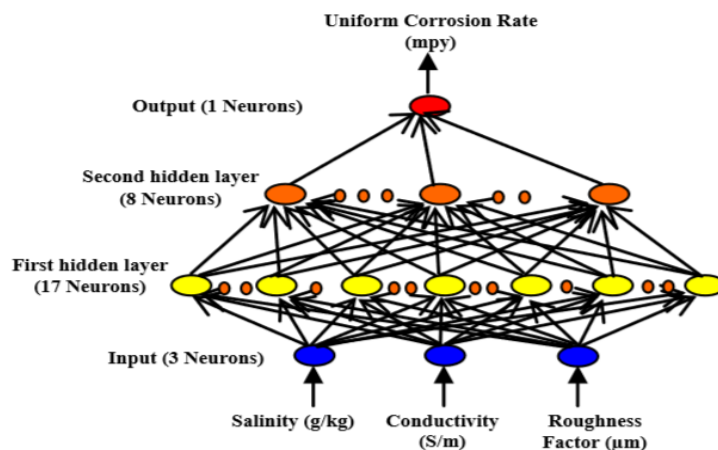 Uniform Corrosion Rate
(mpy)
Output (1 Neurons)
Second hidden layer
(8 Neurons)
First hidden layer
(17 Neurons)
Input (3 Neurons)
Salinity (g/kg)
Conductivity
(S/m)
Roughness
Factor (µm)